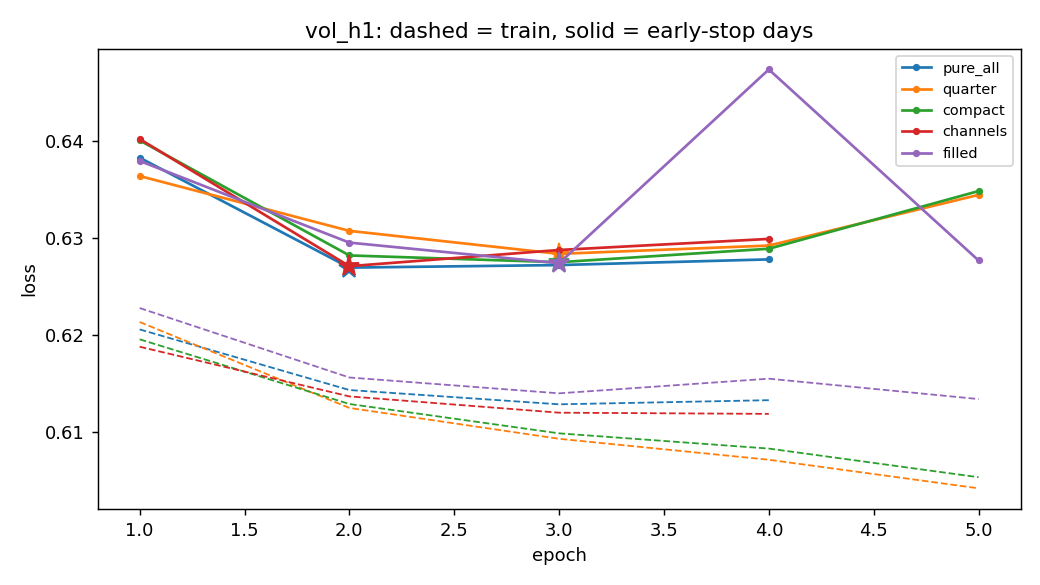 vol_h1: dashed = train, solid = early-stop days
pure_all
quarter
compact
channels
filled
loss
0.64
0.63
0.62
0.61
1.0 1.5 2.0 2.5 3.0 3.5 4.0 4.5 5.0
epoch